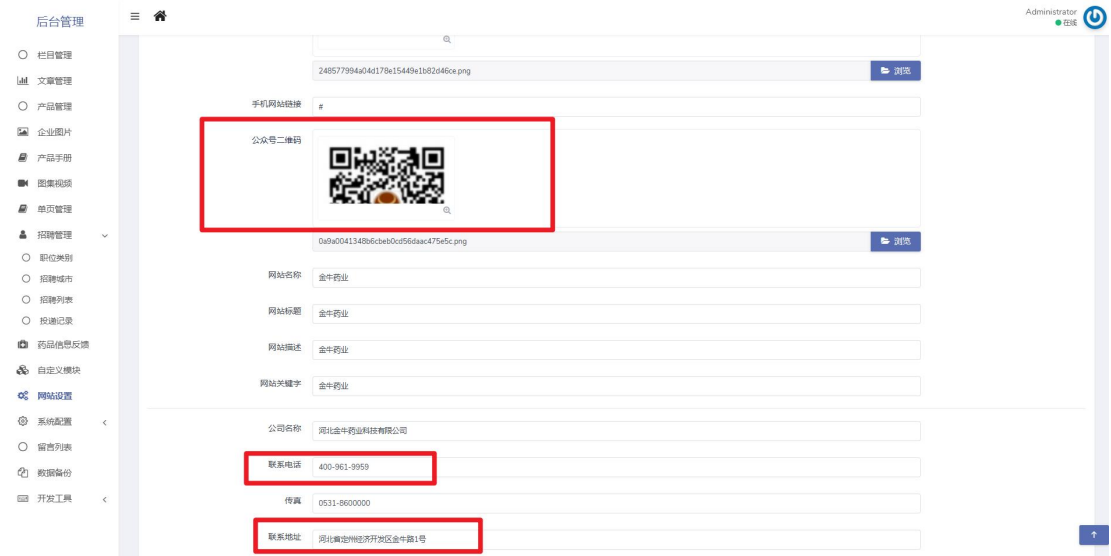 后台管理
Administrator
在线
栏目管理
文章管理
产品管理
企业图片
产品手册
图集视频
单页管理
招聘管理
职位类别
招聘城市
招聘列表
投递记录
药品信息反馈
自定义模块
网站设置
系统配置
留言列表
数据备份
开发工具
248577994a04d178e15449e1b82d46ce.png
浏览
手机网站链接
#
公众号二维码
0a9a0041348b6cbeb0cd56daac475e5c.png
浏览
网站名称
金牛药业
网站标题
金牛药业
网站描述
金牛药业
网站关键字
金牛药业
公司名称
河北金牛药业科技有限公司
联系电话
400-961-9959
传真
0531-8600000
联系地址
河北省定州经济开发区金牛路1号